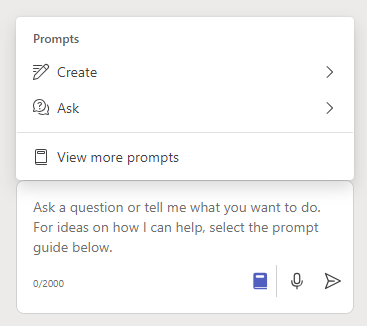 Prompts
Create
Ask
View more prompts
Ask a question or tell me what you want to do.
For ideas on how I can help, select the prompt
guide below.
0/2000